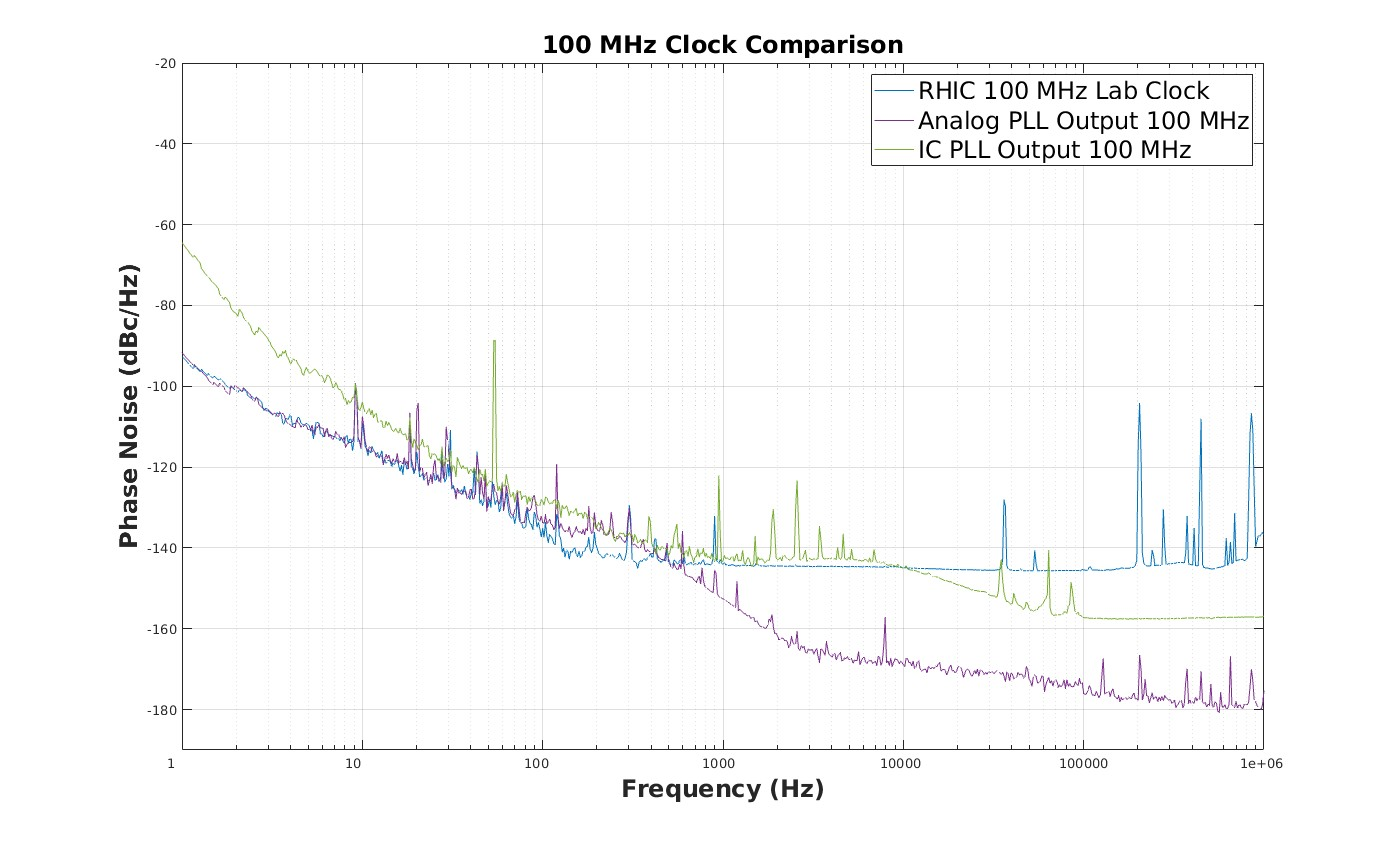 100 MHz Clock Comparison
-20
-40
-60
-80
-100
-120
-140
-160
-180
Phase Noise (dBc/Hz)
RHIC 100 MHz Lab Clock
Analog PLL Output 100 MHz
IC PLL Output 100 MHz
1 10 100 1000 10000 100000 1e+06
Frequency (Hz)